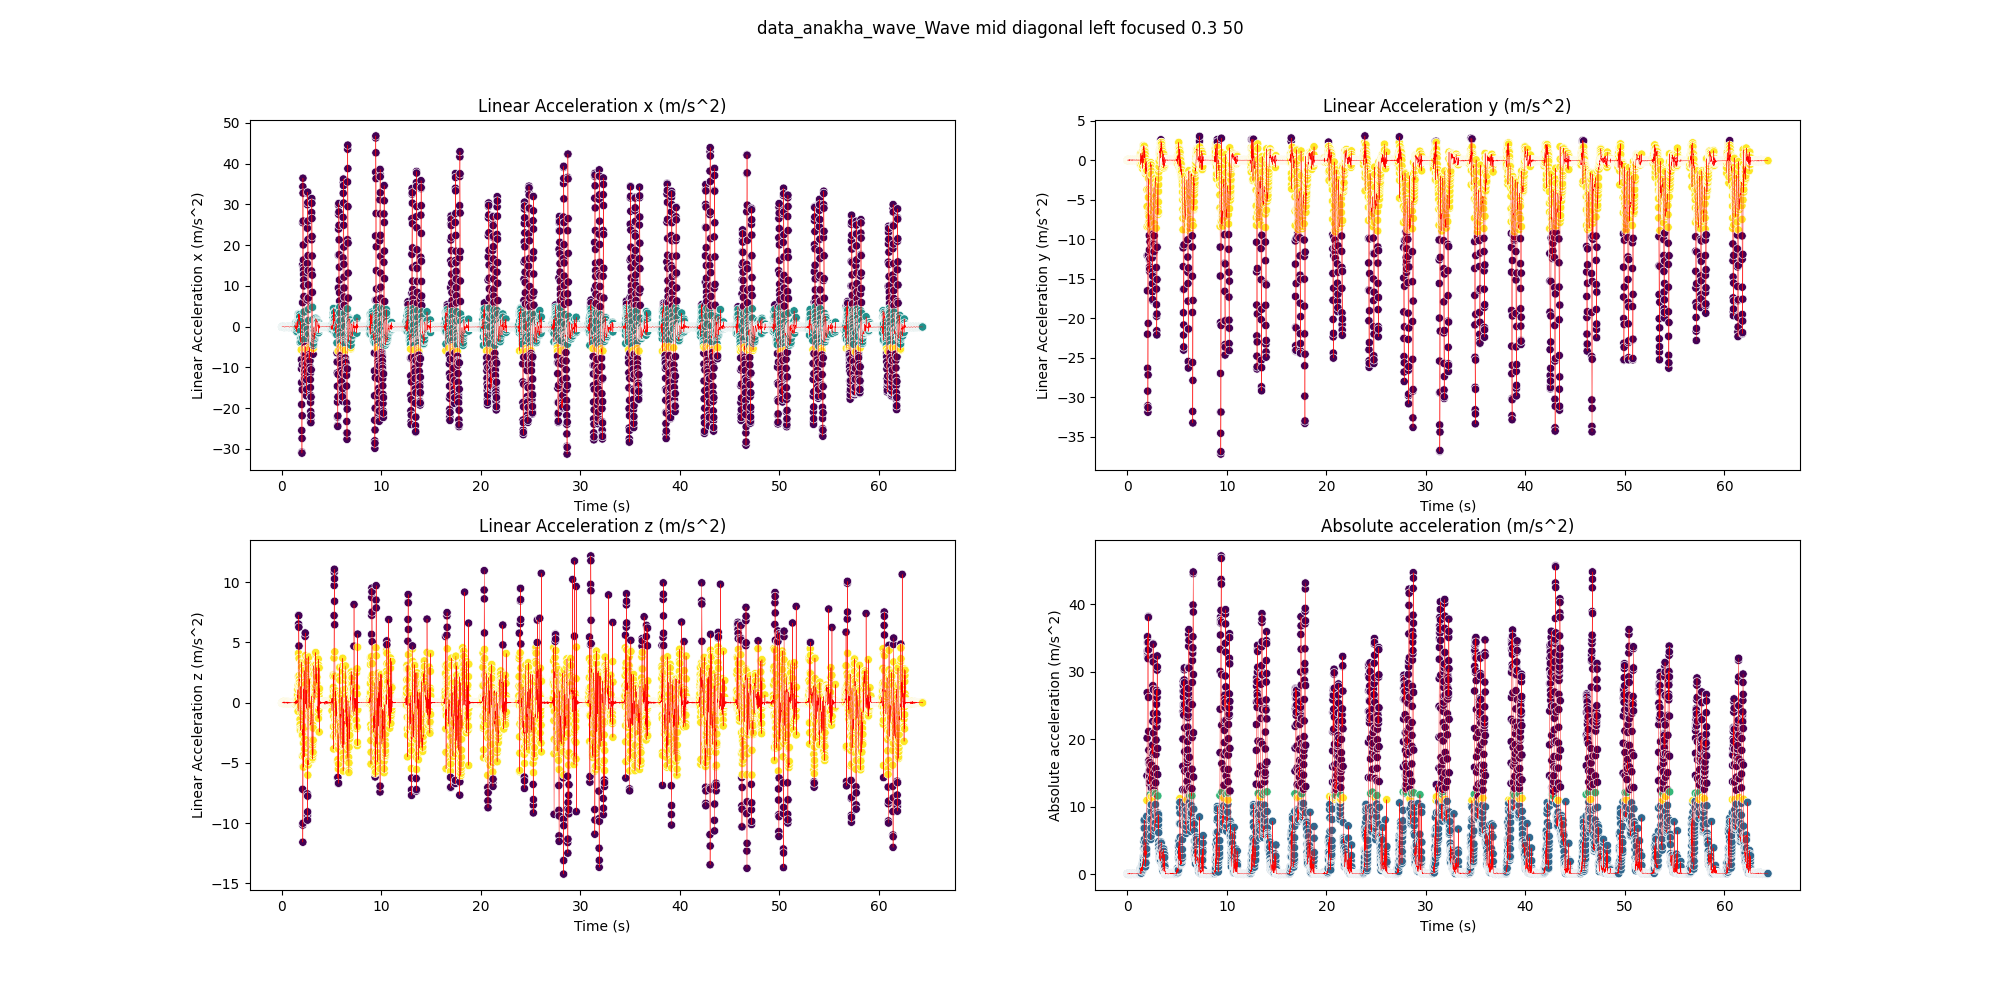 data_anakha_wave_Wave mid diagonal left focused 0.3 50
Linear Acceleration x (m/s^2)
Linear Acceleration x (m/s^2)
50
40
30
20
10
0
−10
−20
−30
0 10 20 30 40 50 60
Time (s)
Linear Acceleration y (m/s^2)
Linear Acceleration y (m/s^2)
5
0
−5
−10
−15
−20
−25
−30
−35
0 10 20 30 40 50 60
Time (s)
Linear Acceleration z (m/s^2)
Linear Acceleration z (m/s^2)
10
5
0
−5
−10
−15
0 10 20 30 40 50 60
Time (s)
Absolute acceleration (m/s^2)
Absolute acceleration (m/s^2)
40
30
20
10
0
0 10 20 30 40 50 60
Time (s)